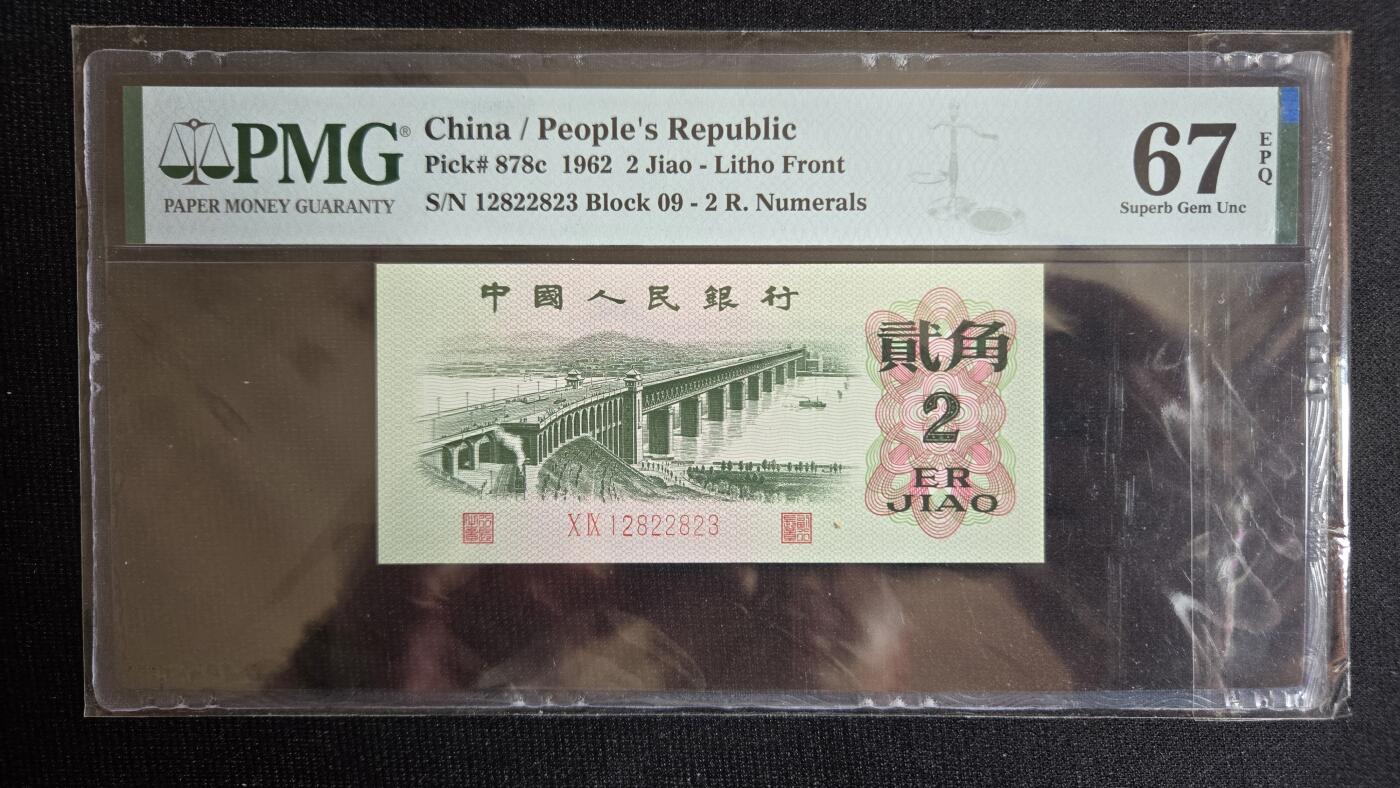 PMG®
PAPER MONEY GUARANTY
China / People's Republic
Pick# 878c 1962 2 Jiao - Litho Front
S/N 12822823 Block 09 - 2 R. Numerals
67
EPQ
Superb Gem Unc
中國人民銀行
貳角
2
ER
JIAO
X IX 12822823